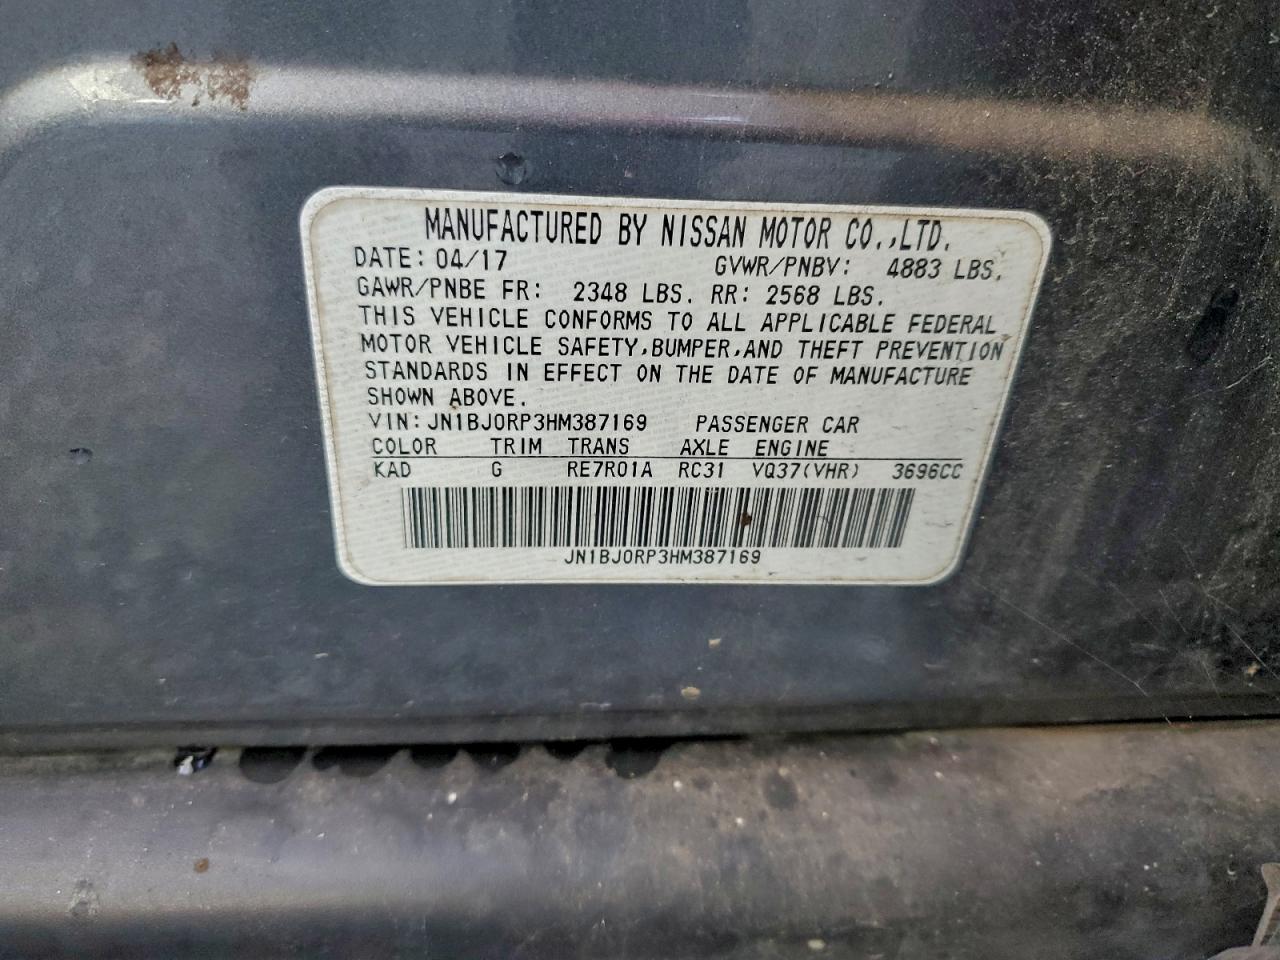 MANUFACTURED BY NISSAN MOTOR CO.,LTD.
DATE: 04/17 GVWR/PNBV: 4883 LBS.
GAWR/PNBE FR: 2348 LBS. RR: 2568 LBS.
THIS VEHICLE CONFORMS TO ALL APPLICABLE FEDERAL
MOTOR VEHICLE SAFETY,BUMPER,AND THEFT PREVENTION
STANDARDS IN EFFECT ON THE DATE OF MANUFACTURE
SHOWN ABOVE.
VIN: JN1BJ0RP3HM387169 PASSENGER CAR
COLOR TRIM TRANS AXLE ENGINE
KAD G RE7R01A RC31 VQ37(VHR) 3696CC
JN1BJ0RP3HM387169